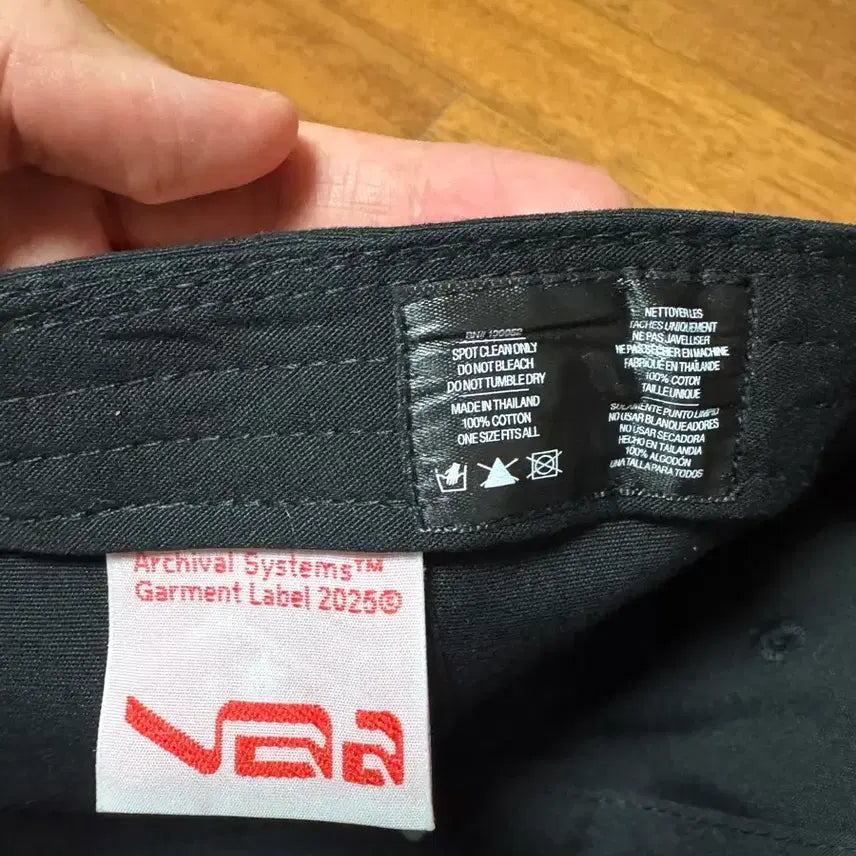 SPOT CLEAN ONLY
DO NOT BLEACH
DO NOT TUMBLE DRY
MADE IN THAILAND
100% COTTON
ONE SIZE FITS ALL
NETTOYER LES
TACHES UNIQUEMENT
NE PAS JAVELLISER
NE PAS SÉCHER EN MACHINE
FABRIQUÉ EN THAÏLANDE
100% COTON
TAILLE UNIQUE
SOLAMENTE PUNTO LIMPIO
NO USAR BLANQUEADORES
NO USAR SECADORA
HECHO EN TAILANDIA
100% ALGODÓN
UNA TALLA PARA TODOS
Archival Systems™
Garment Label 2025©